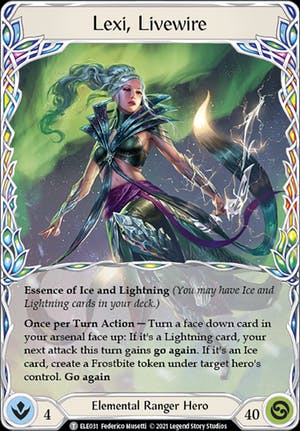 Lexi, Livewire
Essence of Ice and Lightning (You may have Ice and
Lightning cards in your deck.)
Once per Turn Action — Turn a face down card in
your arsenal face up: If it's a Lightning card, your
next attack this turn gains go again. If it's an Ice
card, create a Frostbite token under target hero's
control. Go again
4
Elemental Ranger Hero
40
T ELE031 Federico Musetti © 2021 Legend Story Studios